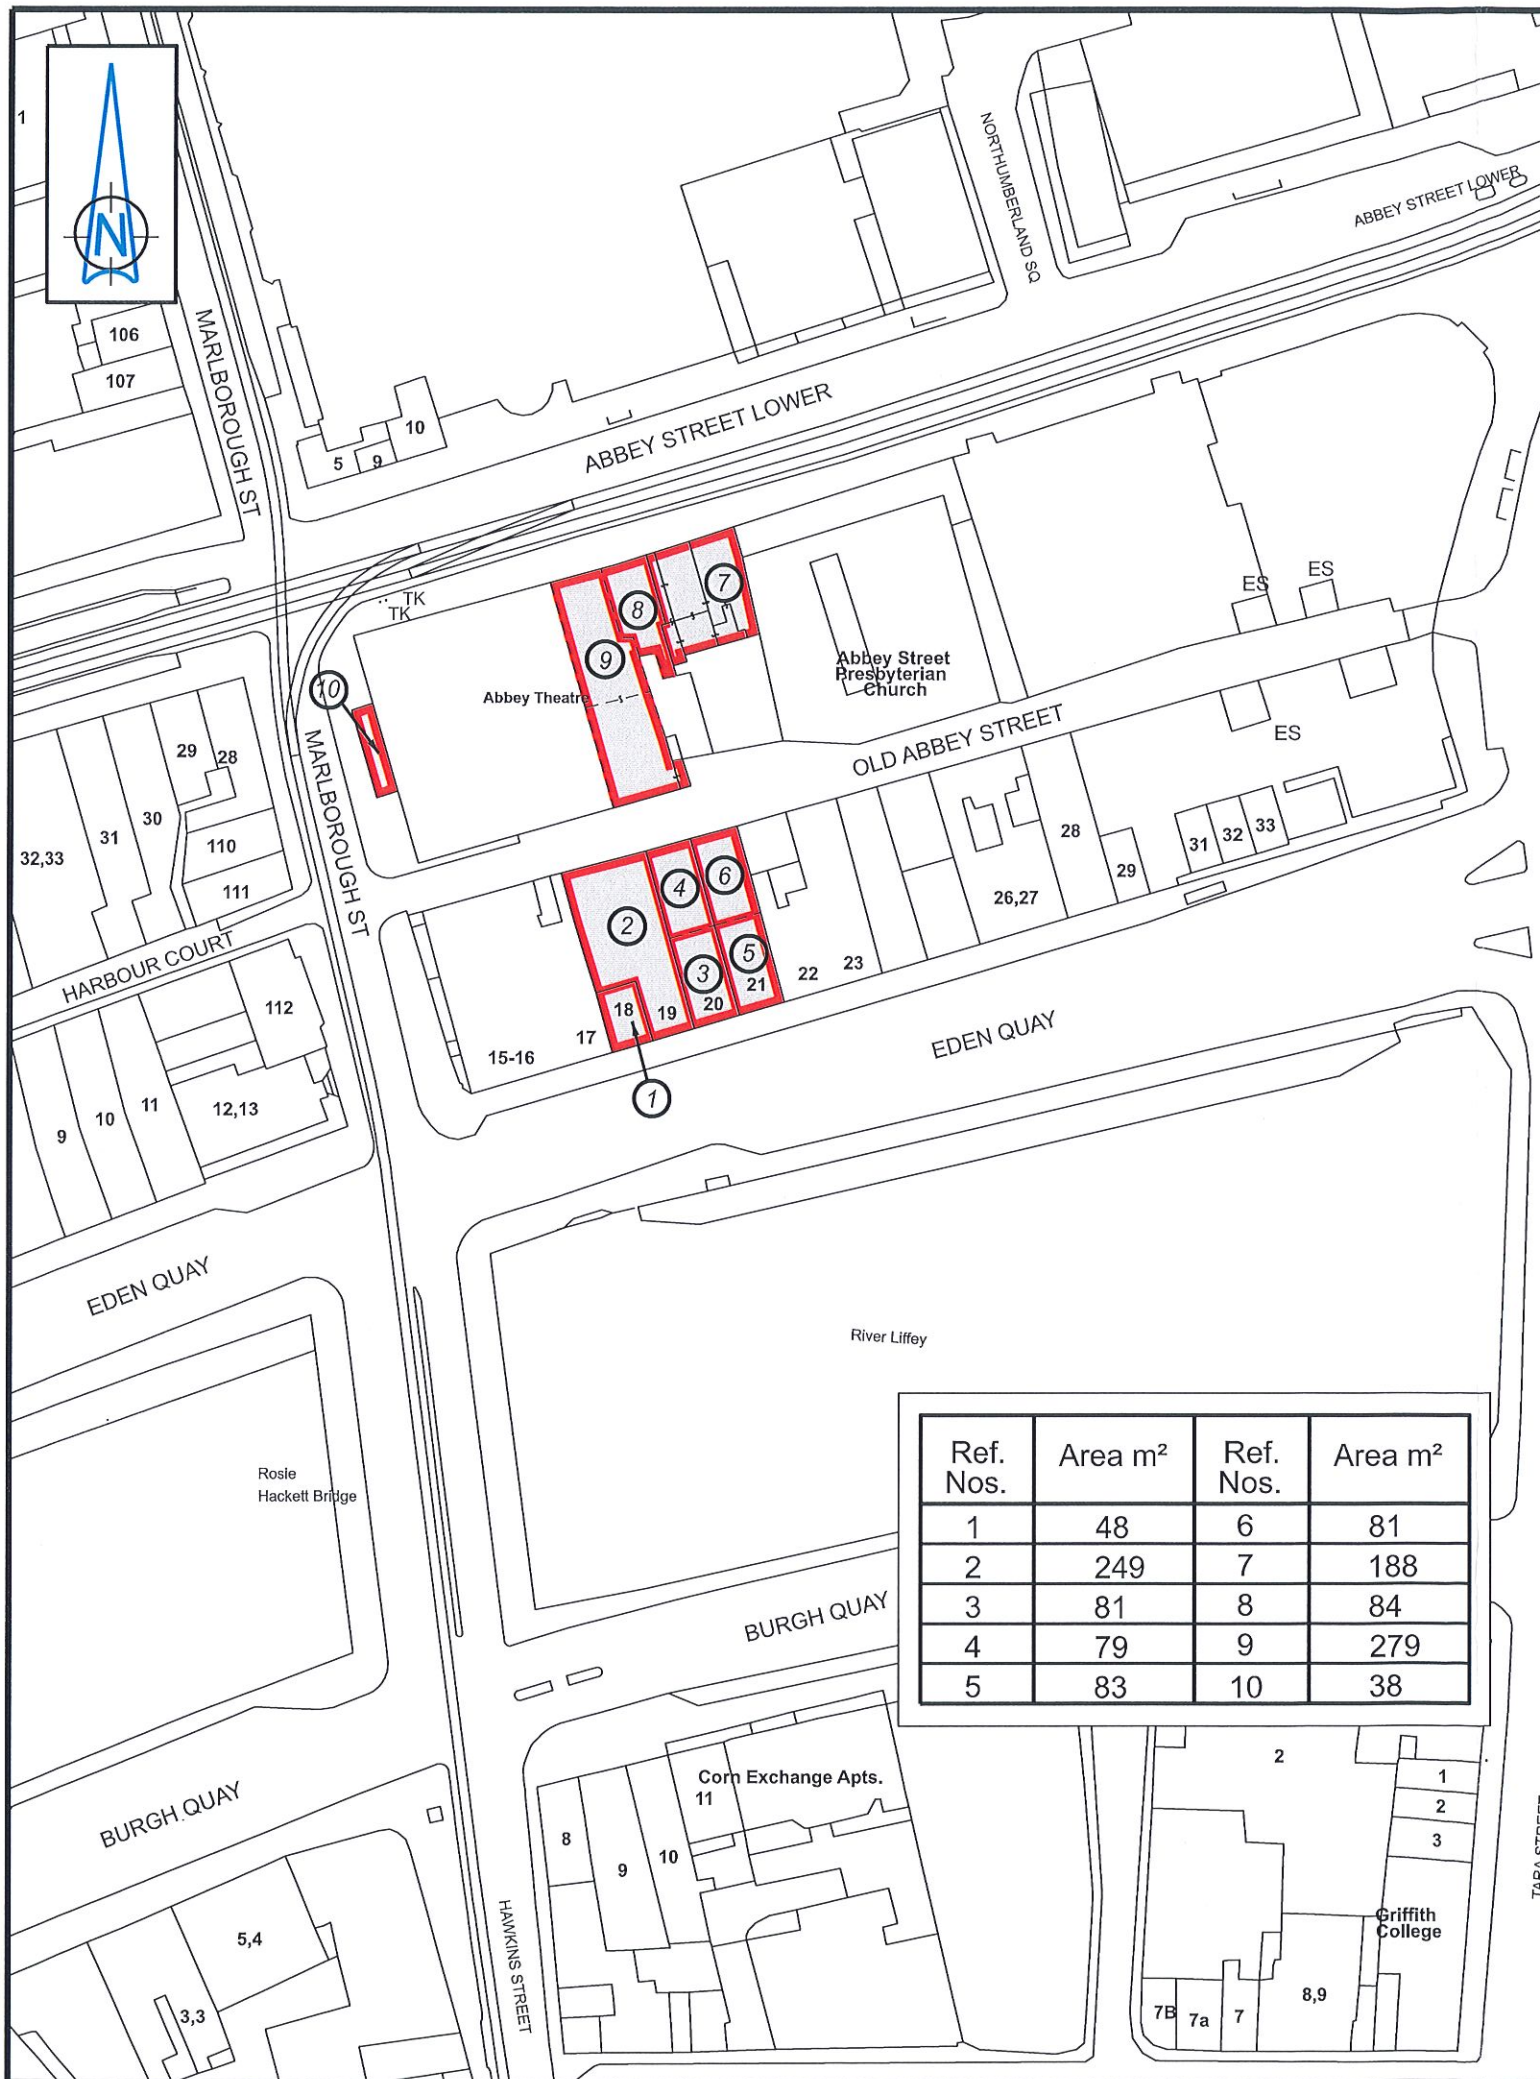 1
N
NORTHUMBERLAND SQ
ABBEY STREET LOWER
106
107
MARLBOROUGH ST
10
5
9
ABBEY STREET LOWER
TK
TK
7
8
9
10
Abbey Theatre
Abbey Street
Presbyterian
Church
ES
ES
ES
OLD ABBEY STREET
MARLBOROUGH ST
29
28
30
31
32,33
110
111
HARBOUR COURT
112
2
4
6
3
5
18
19
20
21
22
23
17
15-16
1
26,27
28
29
31
32
33
EDEN QUAY
9
10
11
12,13
EDEN QUAY
River Liffey
Rosie
Hackett Bridge
Ref. Nos. Area m² Ref. Nos. Area m²
1 48 6 81
2 249 7 188
3 81 8 84
4 79 9 279
5 83 10 38
BURGH QUAY
BURGH QUAY
Corn Exchange Apts.
11
8
9
10
HAWKINS STREET
5,4
3,3
2
1
2
3
TARA STREET
Griffith
College
7B
7a
7
8,9